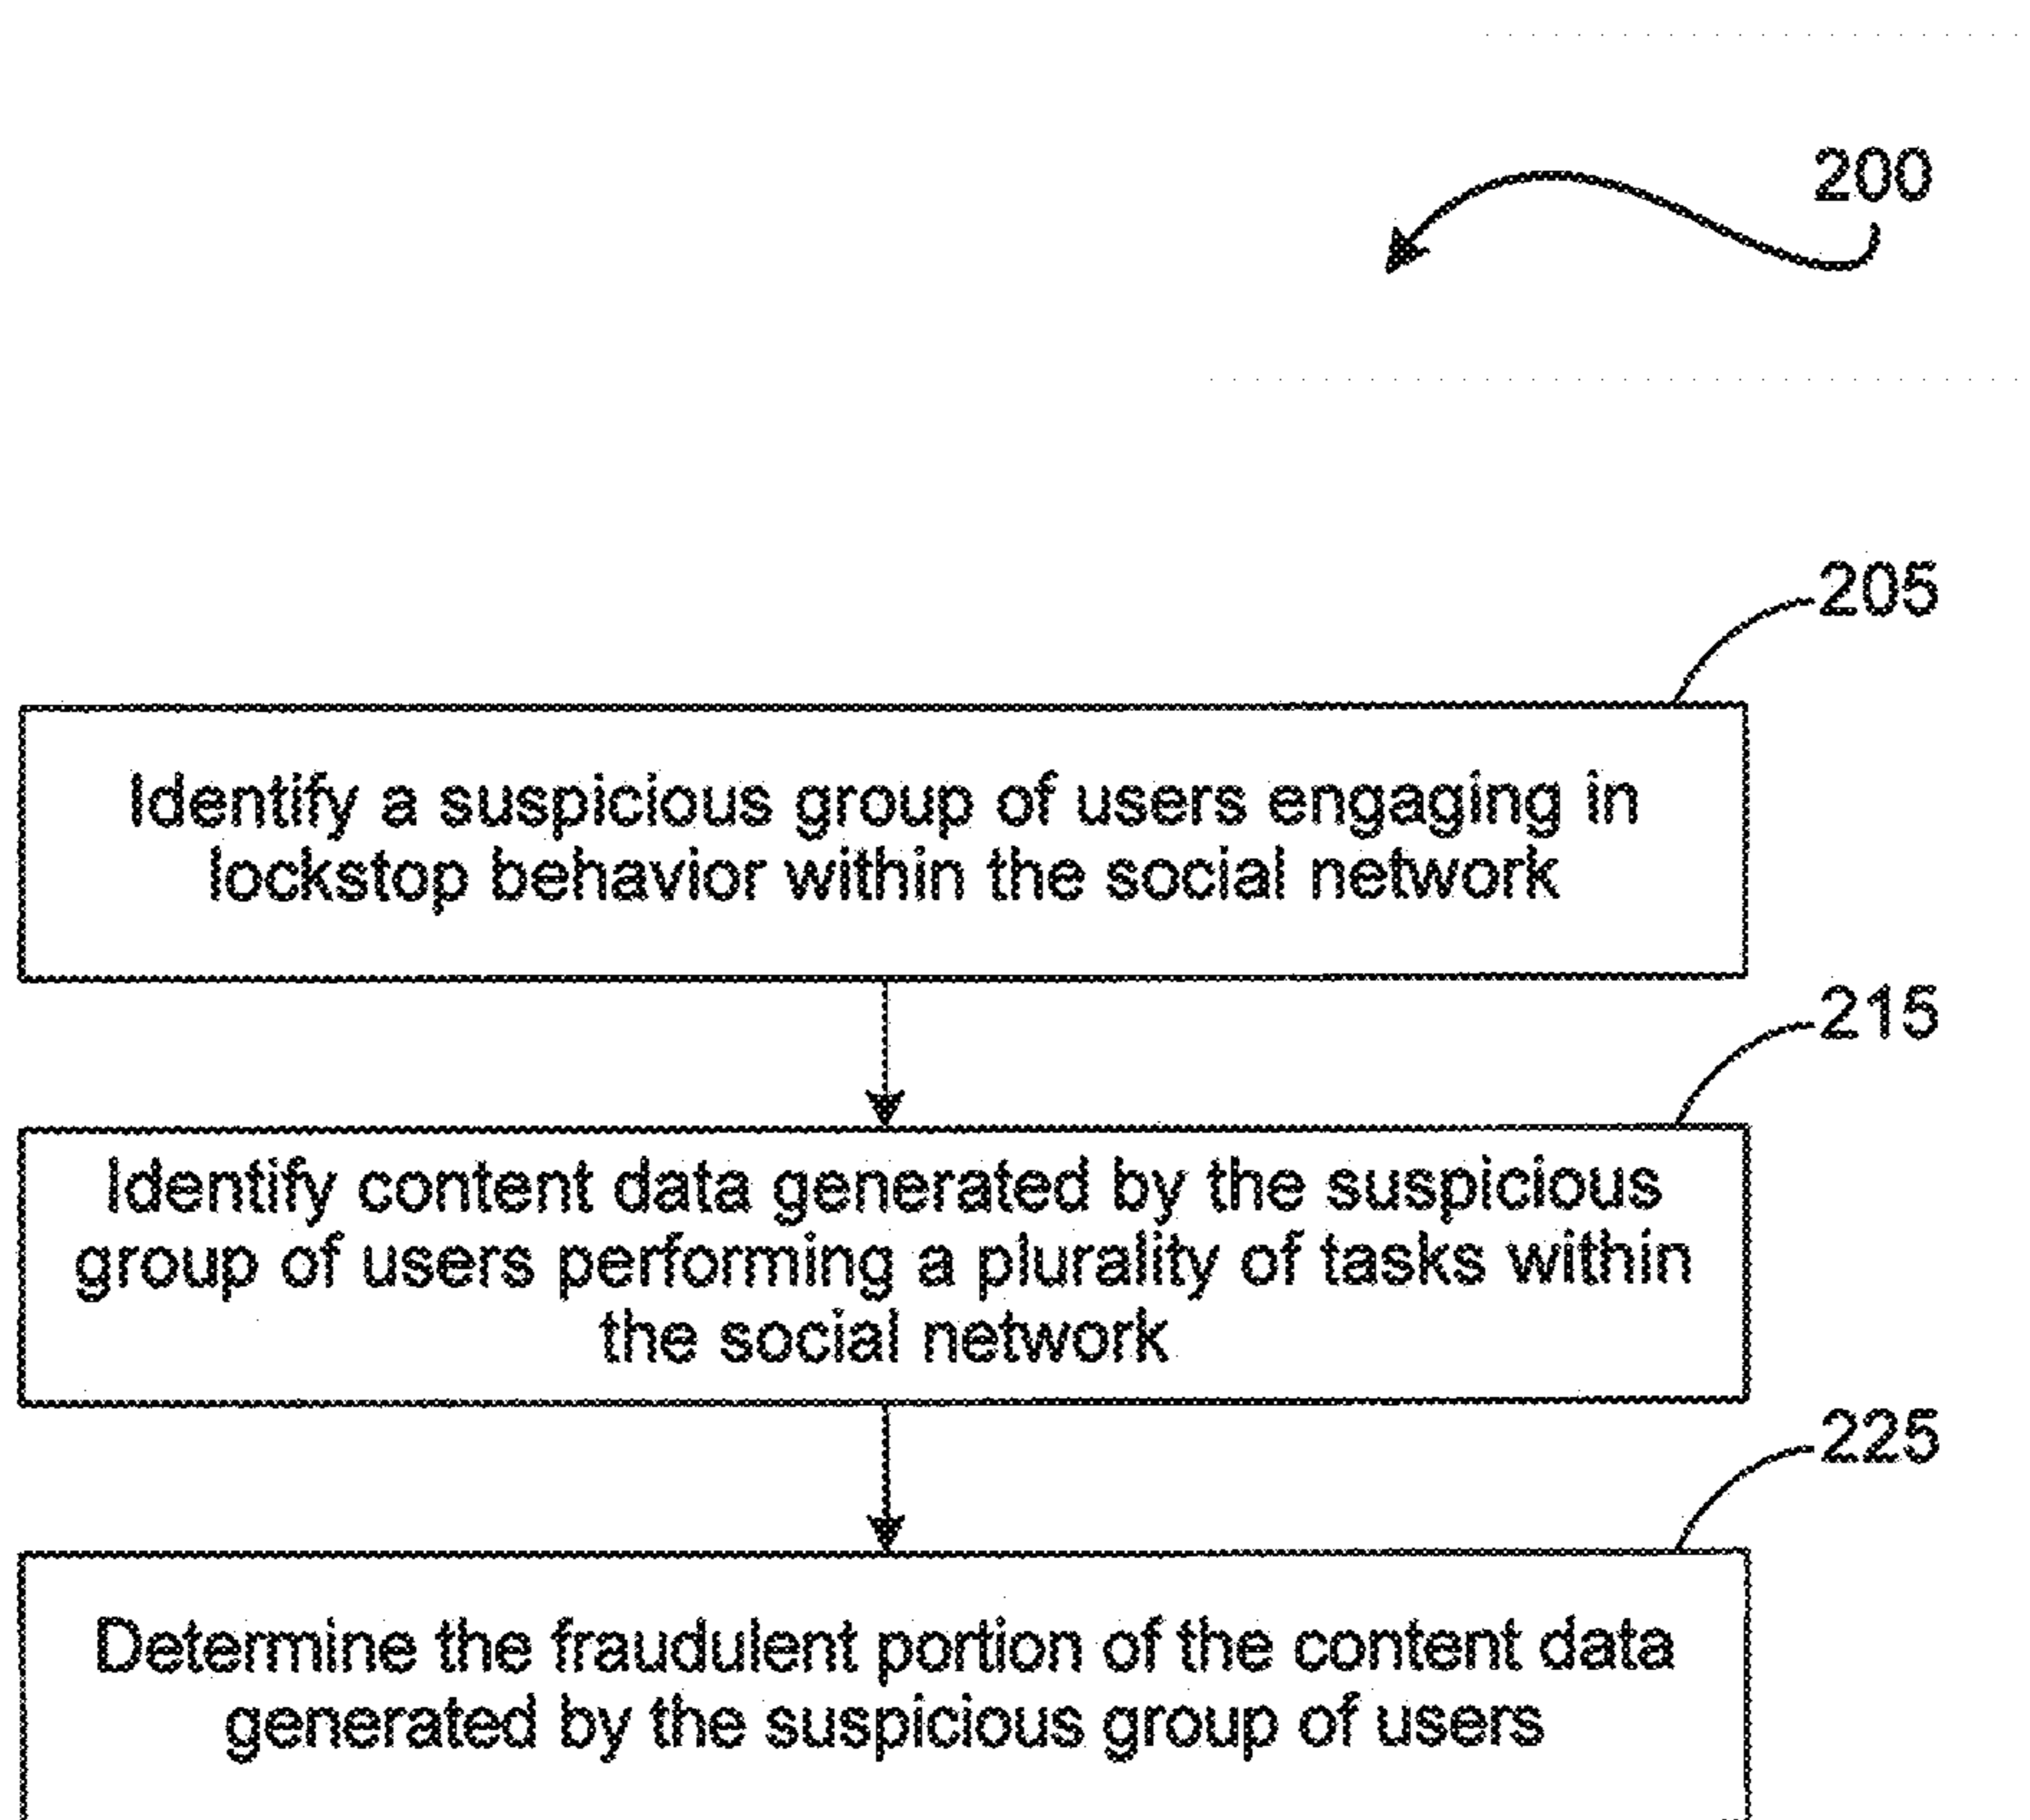 200
205
Identify a suspicious group of users engaging in
lockstop behavior within the social network
215
Identify content data generated by the suspicious
group of users performing a plurality of tasks within
the social network
225
Determine the fraudulent portion of the content data
generated by the suspicious group of users